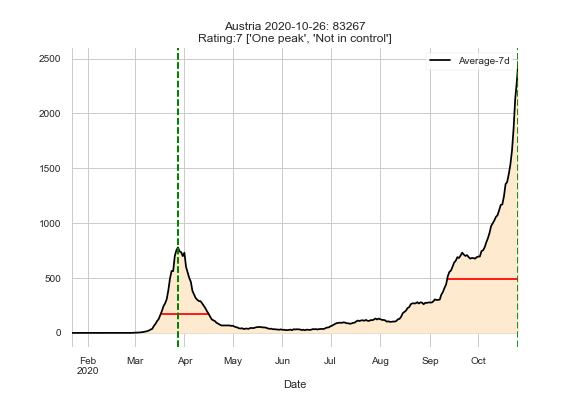 Austria 2020-10-26: 83267
Rating:7 ['One peak', 'Not in control']
Average-7d
2500
2000
1500
1000
500
0
Feb Mar Apr May Jun Jul Aug Sep Oct
2020
Date